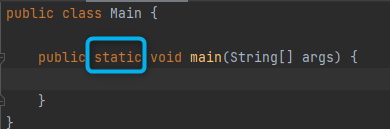 public class Main {
public static void main(String[] args) {
}
}